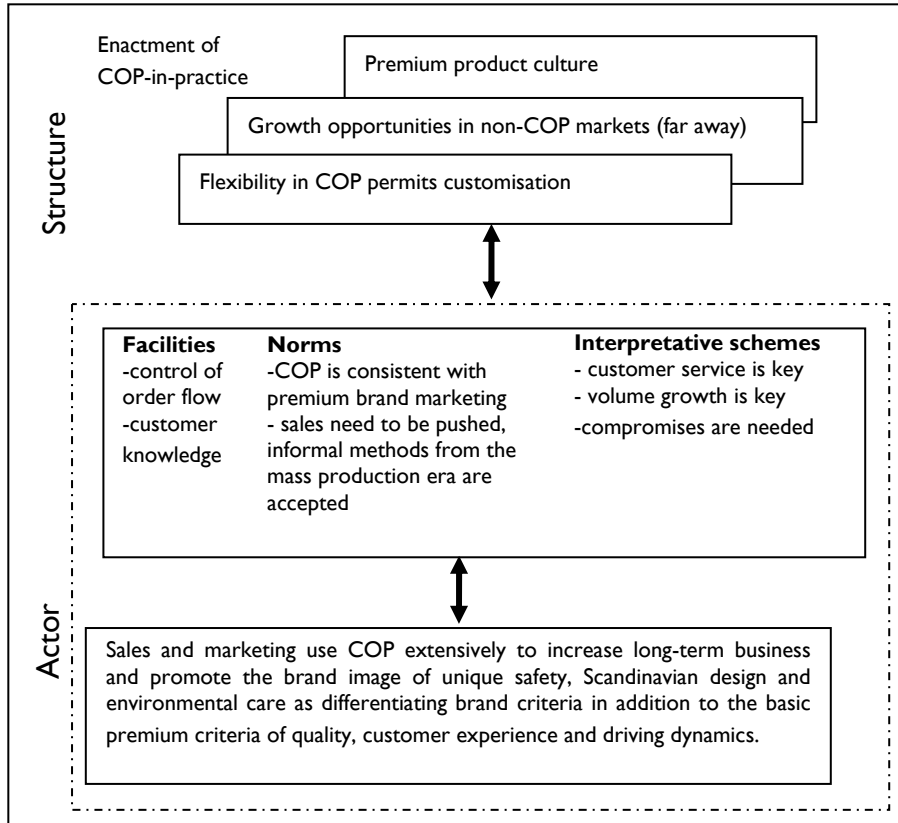 Enactment of
COP-in-practice
Premium product culture
Growth opportunities in non-COP markets (far away)
Flexibility in COP permits customisation
Structure
Facilities
-control of
order flow
-customer
knowledge
Norms
-COP is consistent with
premium brand marketing
- sales need to be pushed,
informal methods from the
mass production era are
accepted
Interpretative schemes
- customer service is key
- volume growth is key
-compromises are needed
Actor
Sales and marketing use COP extensively to increase long-term business
and promote the brand image of unique safety, Scandinavian design and
environmental care as differentiating brand criteria in addition to the basic
premium criteria of quality, customer experience and driving dynamics.